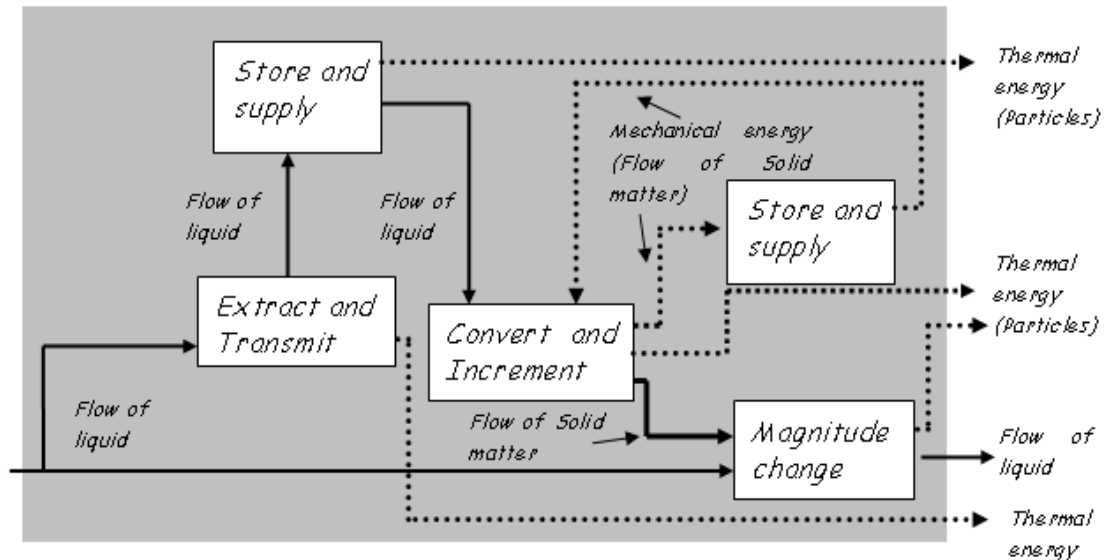 Store and
supply
Thermal
energy
(Particles)
Mechanical energy
(Flow of Solid
matter)
Flow of
liquid
Flow of
liquid
Store and
supply
Extract and
Transmit
Convert and
Increment
Thermal
energy
(Particles)
Flow of
liquid
Flow of Solid
matter
Magnitude
change
Flow of
liquid
Thermal
energy